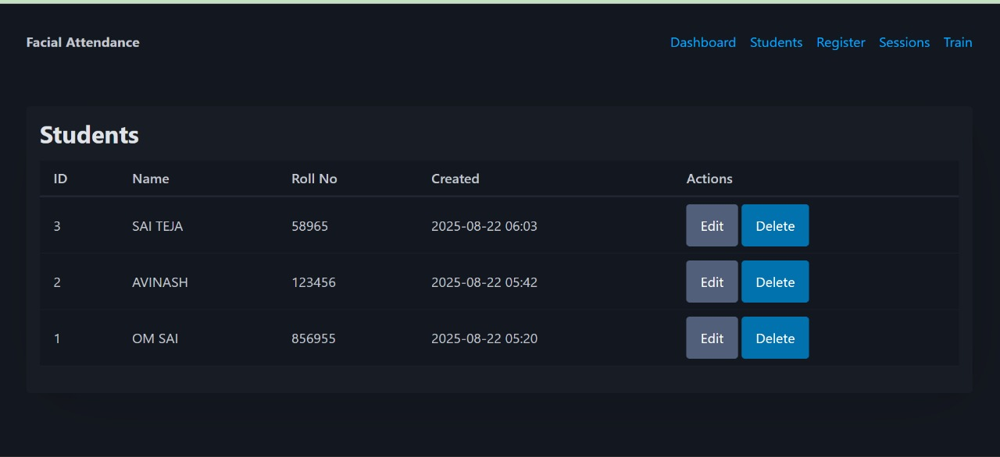 Facial Attendance Dashboard Students Register Sessions Train
Students
ID Name Roll No Created Actions
3 SAI TEJA 58965 2025-08-22 06:03 Edit Delete
2 AVINASH 123456 2025-08-22 05:42 Edit Delete
1 OM SAI 856955 2025-08-22 05:20 Edit Delete